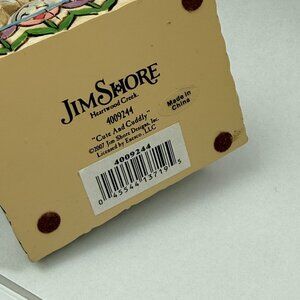 JIM SHORE
Heartwood Creek
4009244
"Cute And Cuddly"
©2007 Jim Shore Designs, Inc.
Licensed by Enesco, LLC
Made in
China
4009244
0 45544 13719 5